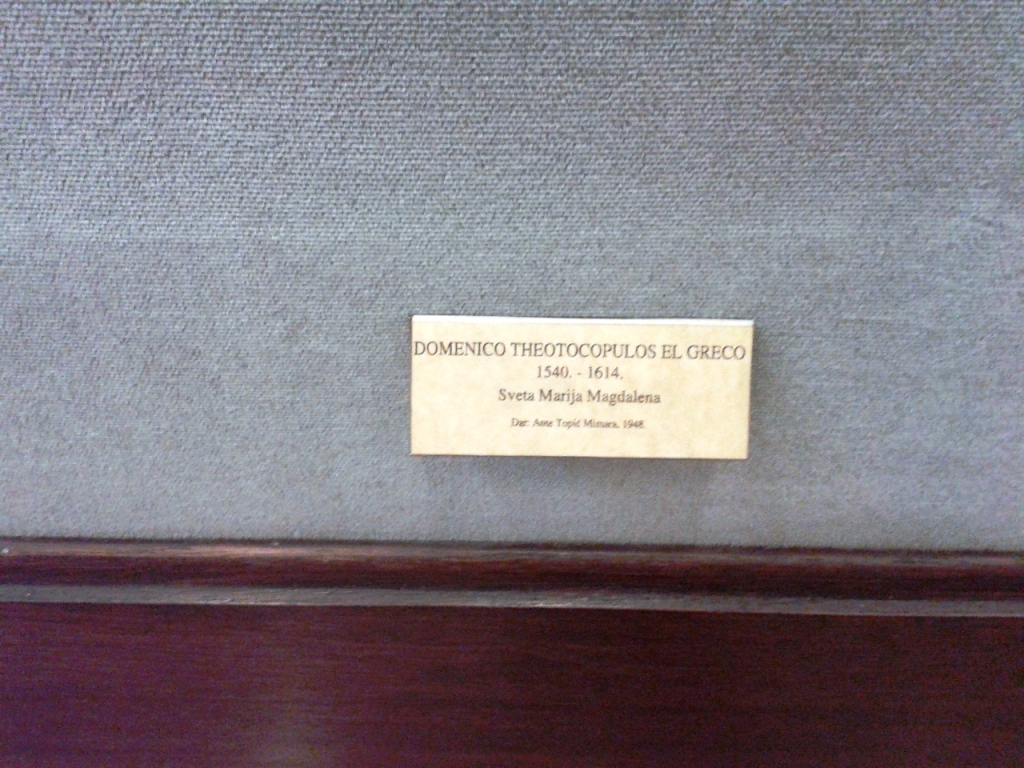 DOMENICO THEOTOCOPULOS EL GRECO
1540. - 1614.
Sveta Marija Magdalena
Dar: Ante Topić Mimara, 1948.